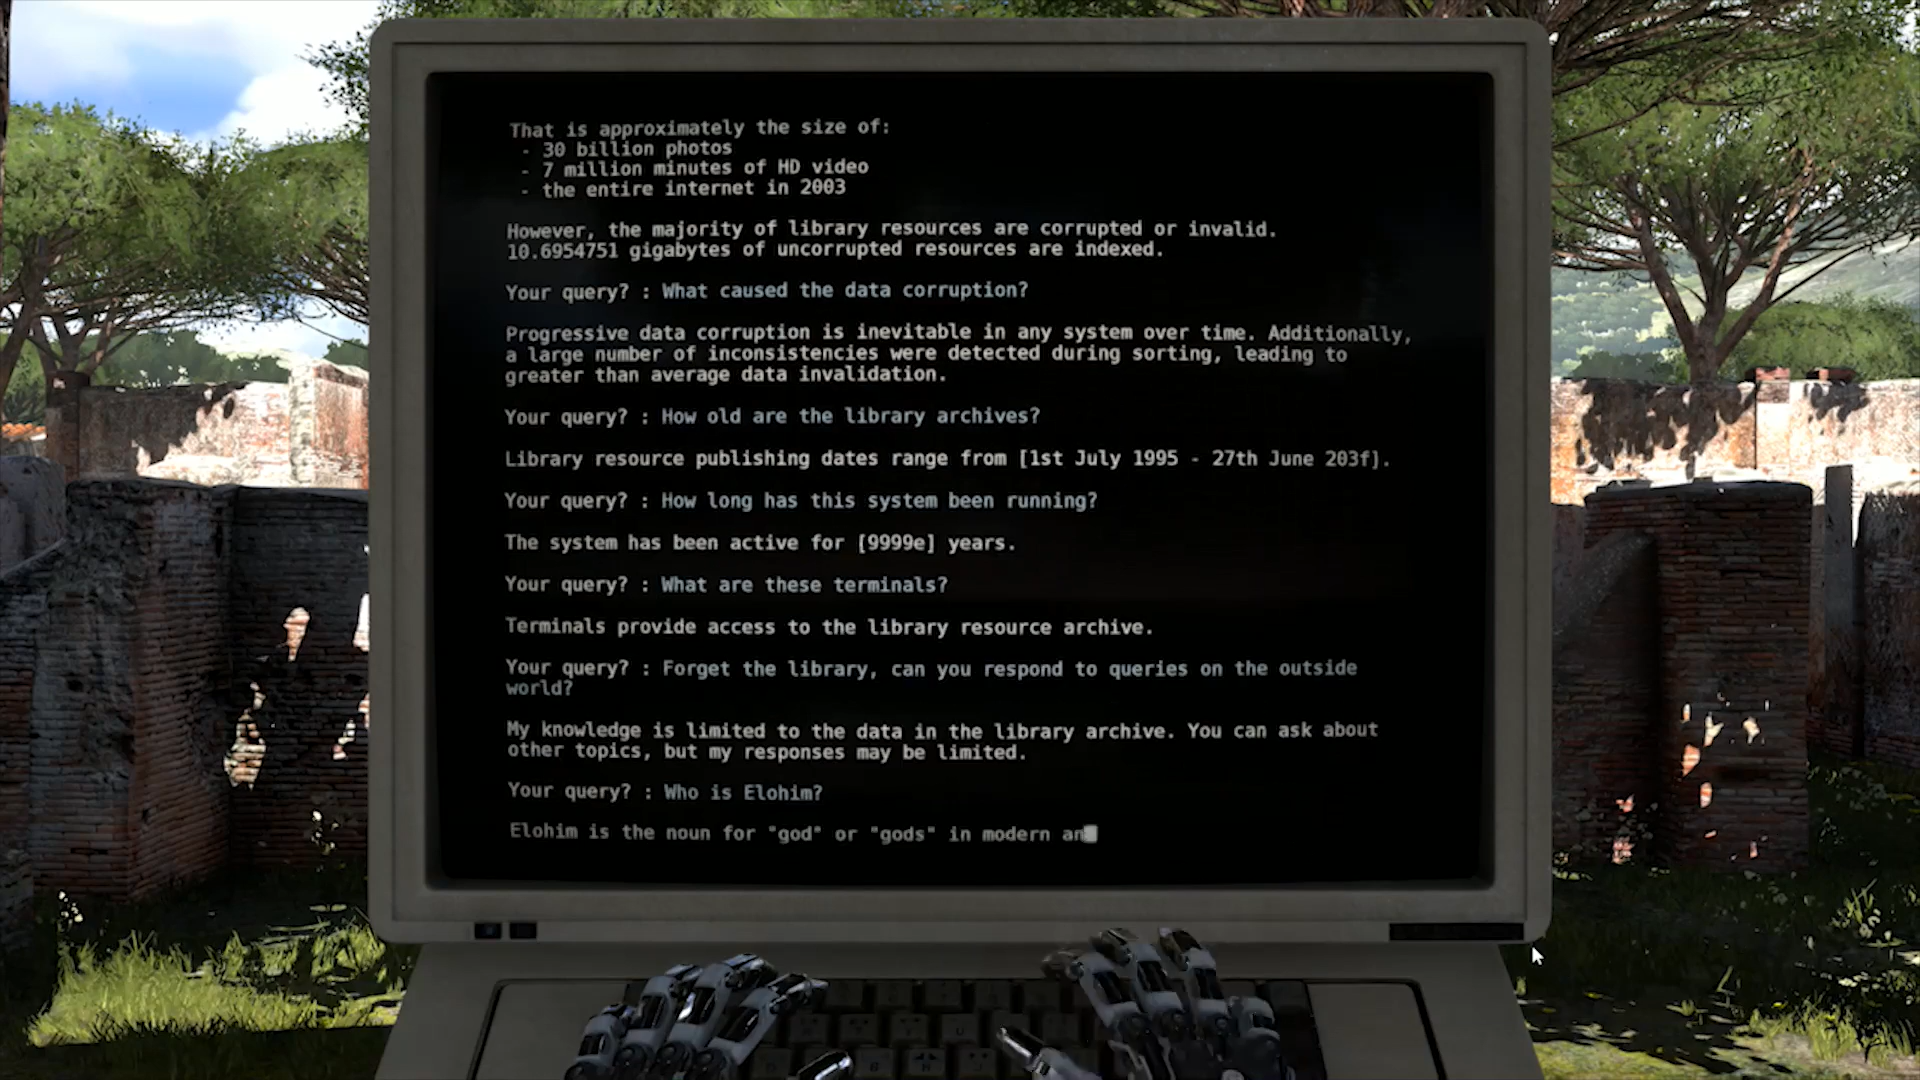 That is approximately the size of:
- 30 billion photos
- 7 million minutes of HD video
- the entire internet in 2003
However, the majority of library resources are corrupted or invalid.
10.6954751 gigabytes of uncorrupted resources are indexed.
Your query? : What caused the data corruption?
Progressive data corruption is inevitable in any system over time. Additionally,
a large number of inconsistencies were detected during sorting, leading to
greater than average data invalidation.
Your query? : How old are the library archives?
Library resource publishing dates range from [1st July 1995 - 27th June 203f].
Your query? : How long has this system been running?
The system has been active for [9999e] years.
Your query? : What are these terminals?
Terminals provide access to the library resource archive.
Your query? : Forget the library, can you respond to queries on the outside
world?
My knowledge is limited to the data in the library archive. You can ask about
other topics, but my responses may be limited.
Your query? : Who is Elohim?
Elohim is the noun for "god" or "gods" in modern an